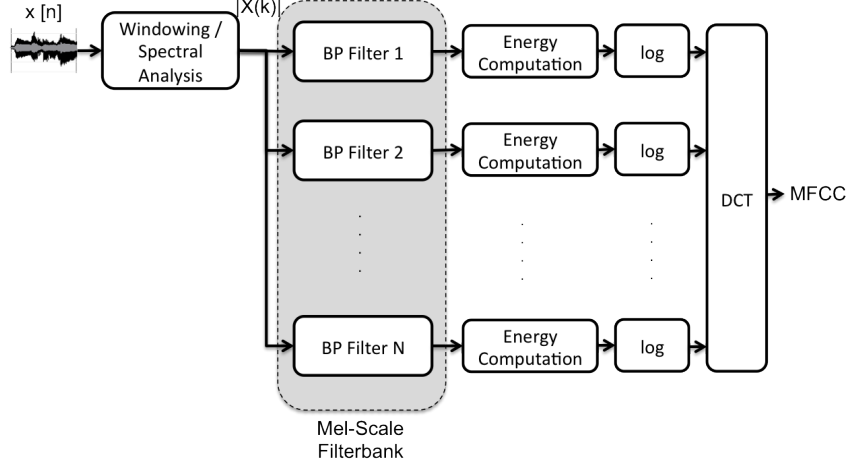 x [n]
|X(k)|
Windowing /
Spectral
Analysis
BP Filter 1
Energy
Computation
log
BP Filter 2
Energy
Computation
log
DCT
MFCC
BP Filter N
Energy
Computation
log
Mel-Scale
Filterbank